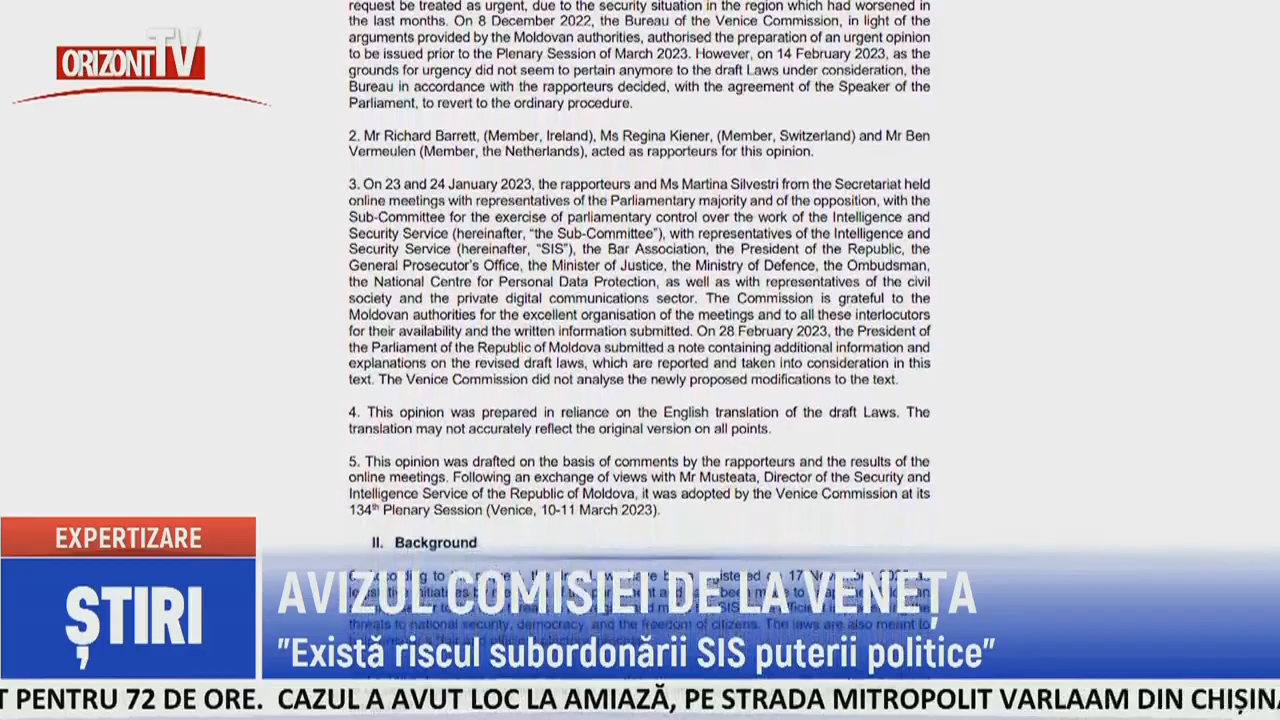 ORIZONT TV
request be treated as urgent, due to the security situation in the region which had worsened in
the last months. On 8 December 2022, the Bureau of the Venice Commission, in light of the
arguments provided by the Moldovan authorities, authorised the preparation of an urgent opinion
to be issued prior to the Plenary Session of March 2023. However, on 14 February 2023, as the
grounds for urgency did not seem to pertain anymore to the draft Laws under consideration, the
Bureau in accordance with the rapporteurs decided, with the agreement of the Speaker of the
Parliament, to revert to the ordinary procedure.
2. Mr Richard Barrett, (Member, Ireland), Ms Regina Kiener, (Member, Switzerland) and Mr Ben
Vermeulen (Member, the Netherlands), acted as rapporteurs for this opinion.
3. On 23 and 24 January 2023, the rapporteurs and Ms Martina Silvestri from the Secretariat held
online meetings with representatives of the Parliamentary majority and of the opposition, with the
Sub-Committee for the exercise of parliamentary control over the work of the Intelligence and
Security Service (hereinafter, “the Sub-Committee”), with representatives of the Intelligence and
Security Service (hereinafter, “SIS”), the Bar Association, the President of the Republic, the
General Prosecutor’s Office, the Minister of Justice, the Ministry of Defence, the Ombudsman,
the National Centre for Personal Data Protection, as well as with representatives of the civil
society and the private digital communications sector. The Commission is grateful to the
Moldovan authorities for the excellent organisation of the meetings and to all these interlocutors
for their availability and the written information submitted. On 28 February 2023, the President of
the Parliament of the Republic of Moldova submitted a note containing additional information and
explanations on the revised draft laws, which are reported and taken into consideration in this
text. The Venice Commission did not analyse the newly proposed modifications to the text.
4. This opinion was prepared in reliance on the English translation of the draft Laws. The
translation may not accurately reflect the original version on all points.
5. This opinion was drafted on the basis of comments by the rapporteurs and the results of the
online meetings. Following an exchange of views with Mr Musteata, Director of the Security and
Intelligence Service of the Republic of Moldova, it was adopted by the Venice Commission at its
134th Plenary Session (Venice, 10-11 March 2023).
II. Background
threats to national security, democracy, and the freedom of citizens. The laws are also meant to
EXPERTIZARE
ȘTIRI
AVIZUL COMISIEI DE LA VENEȚA
"Există riscul subordonării SIS puterii politice"
T PENTRU 72 DE ORE. CAZUL A AVUT LOC LA AMIAZĂ, PE STRADA MITROPOLIT VARLAAM DIN CHIȘINA